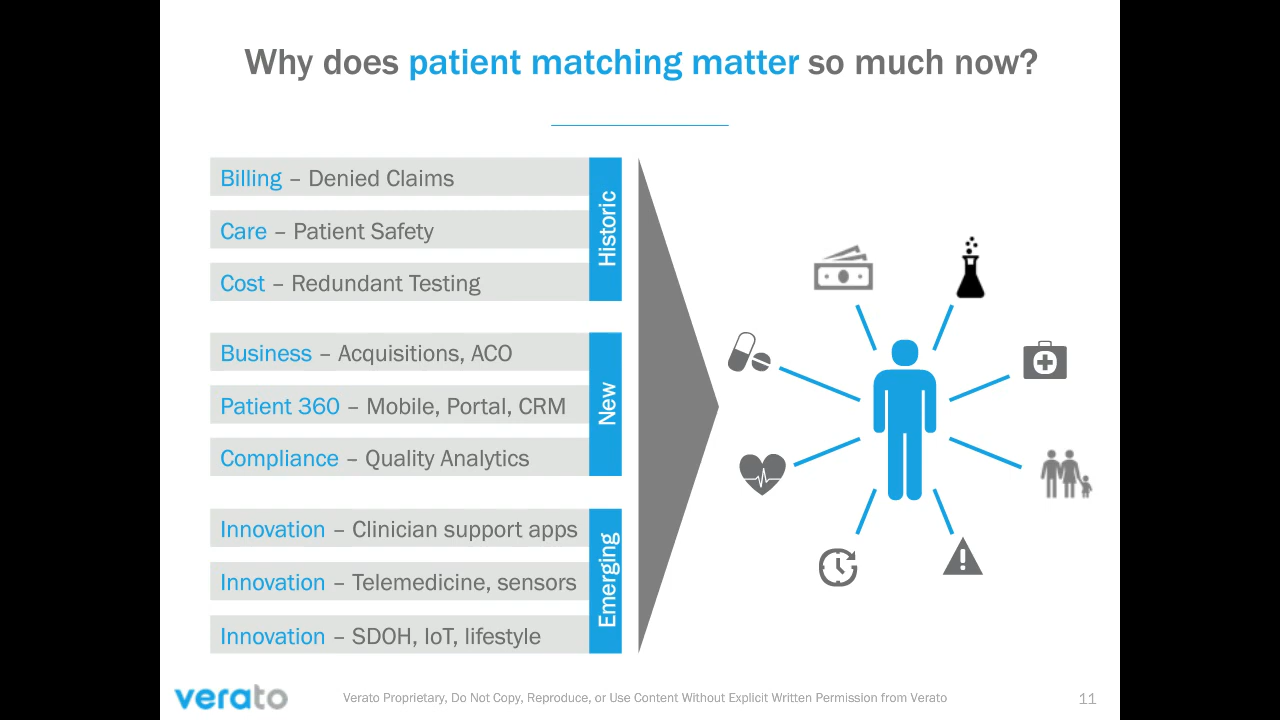 Why does patient matching matter so much now?
Billing – Denied Claims
Care – Patient Safety
Cost – Redundant Testing
Historic
Business – Acquisitions, ACO
Patient 360 – Mobile, Portal, CRM
Compliance – Quality Analytics
New
Innovation – Clinician support apps
Innovation – Telemedicine, sensors
Innovation – SDOH, IoT, lifestyle
Emerging
verato
Verato Proprietary, Do Not Copy, Reproduce, or Use Content Without Explicit Written Permission from Verato
11